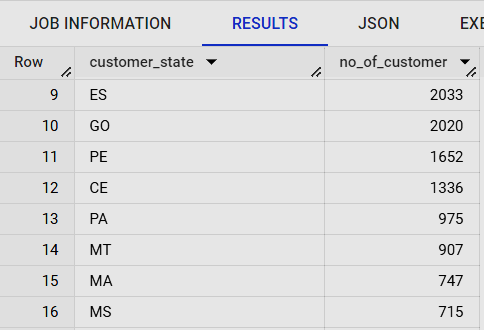 JOB INFORMATION RESULTS JSON EXE
Row customer_state no_of_customer
9 ES 2033
10 GO 2020
11 PE 1652
12 CE 1336
13 PA 975
14 MT 907
15 MA 747
16 MS 715